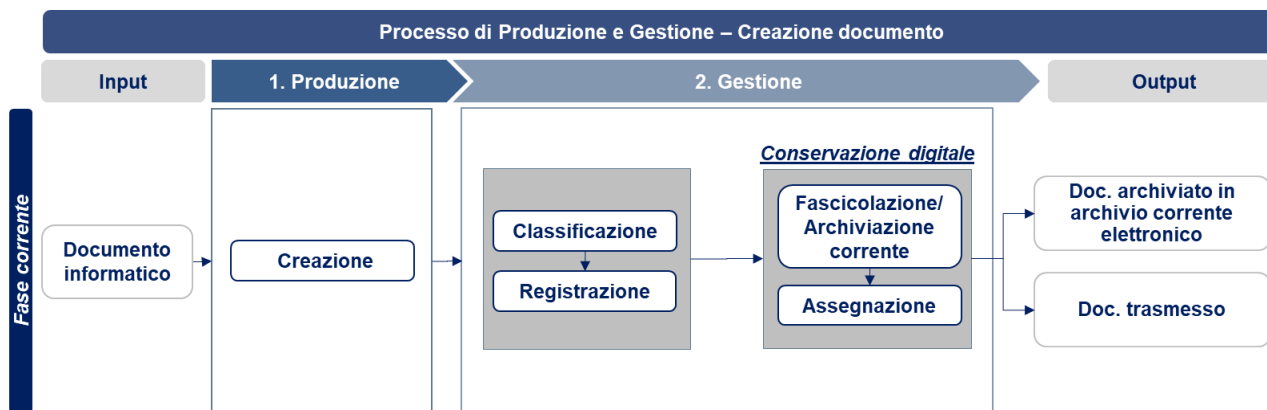 Processo di Produzione e Gestione – Creazione documento
Input
1. Produzione
2. Gestione
Output
Fase corrente
Documento
informatico
Creazione
Classificazione
Registrazione
Conservazione digitale
Fascicolazione/
Archiviazione
corrente
Assegnazione
Doc. archiviato in
archivio corrente
elettronico
Doc. trasmesso